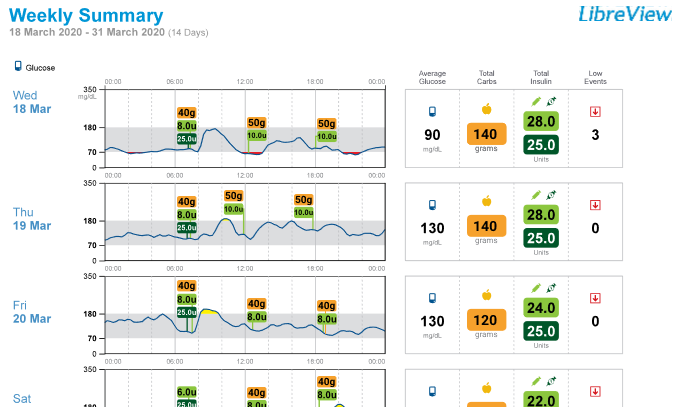 Weekly Summary
LibreView
18 March 2020 - 31 March 2020 (14 Days)
Glucose
Average Glucose
Total Carbs
Total Insulin
Low Events
00:00 06:00 12:00 18:00 00:00
Wed
18 Mar
350
mg/dL
180
70
0
40g
8.0u
25.0u
50g
10.0u
50g
10.0u
90
mg/dL
140
grams
28.0
25.0
Units
3
00:00 06:00 12:00 18:00 00:00
Thu
19 Mar
350
180
70
0
40g
8.0u
25.0u
50g
10.0u
50g
10.0u
130
mg/dL
140
grams
28.0
25.0
Units
0
00:00 06:00 12:00 18:00 00:00
Fri
20 Mar
350
180
70
0
40g
8.0u
25.0u
40g
8.0u
40g
8.0u
130
mg/dL
120
grams
24.0
25.0
Units
0
00:00 06:00 12:00 18:00 00:00
Sat
350
180
6.0u
25.0u
40g
8.0u
40g
8.0u
22.0